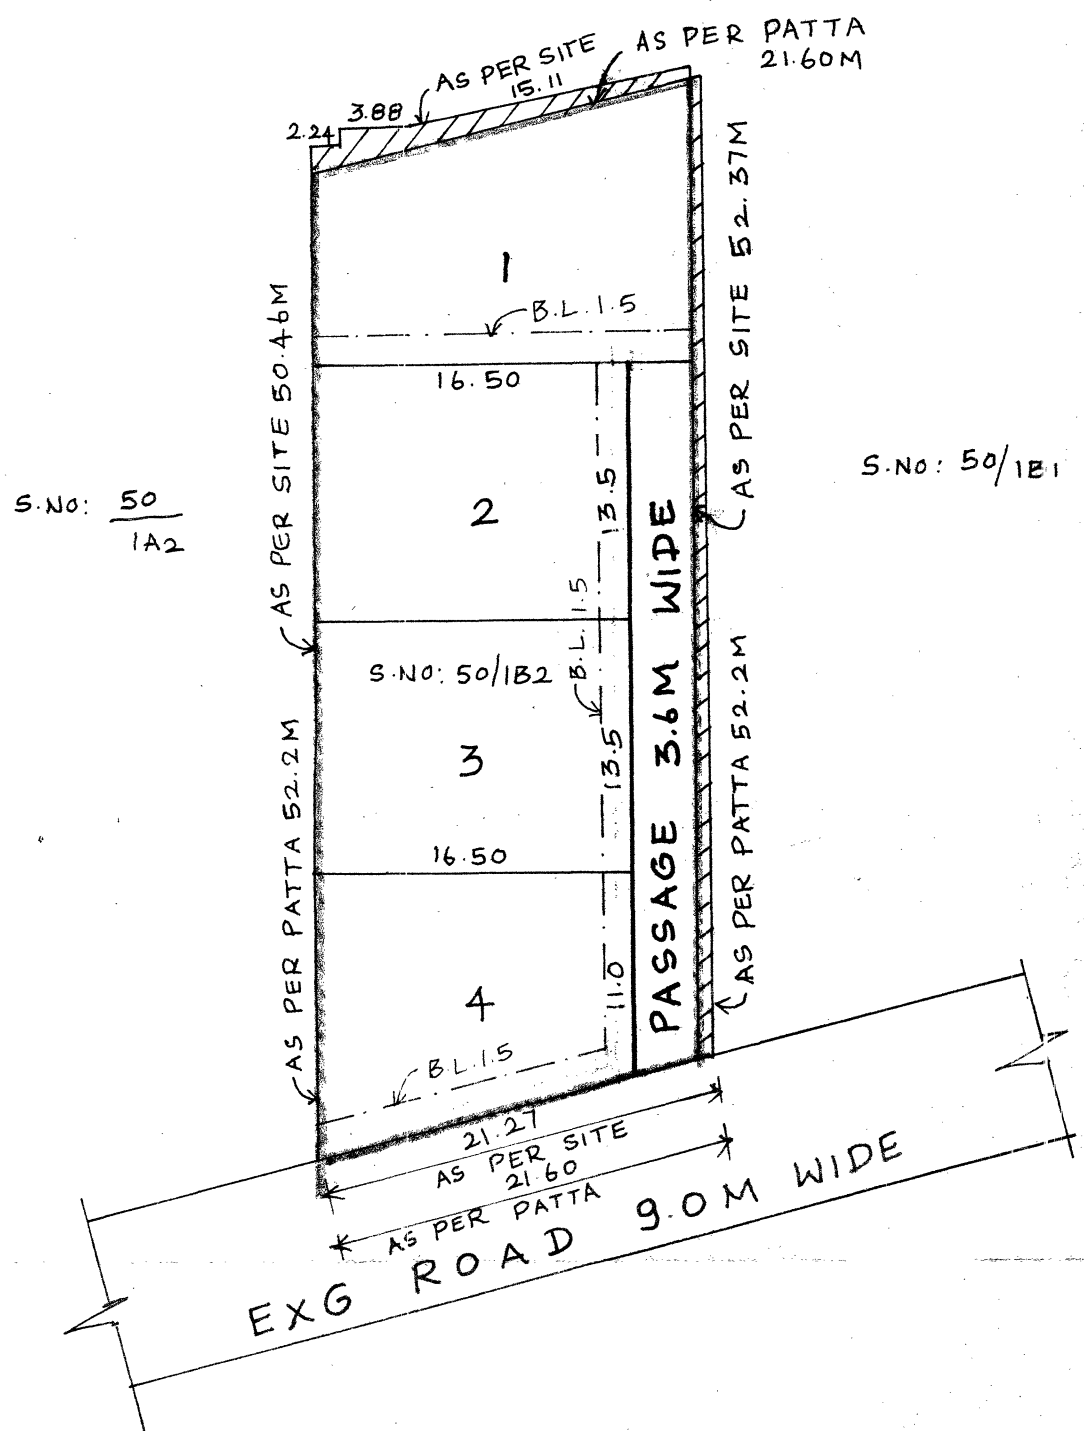 AS PER PATTA
21.60M
AS PER SITE
15.11
3.88
2.24
AS PER SITE 52.37M
1
B.L. 1.5
16.50
AS PER SITE 50.46M
S.NO: 50/1B1
S.NO: 50
1A2
2
13.5
PASSAGE 3.6M WIDE
B.L. 1.5
S.NO: 50/1B2
3
13.5
16.50
AS PER PATTA 52.2M
AS PER PATTA 52.2M
4
11.0
B.L. 1.5
21.27
AS PER SITE
21.60
AS PER PATTA
EXG ROAD 9.0M WIDE